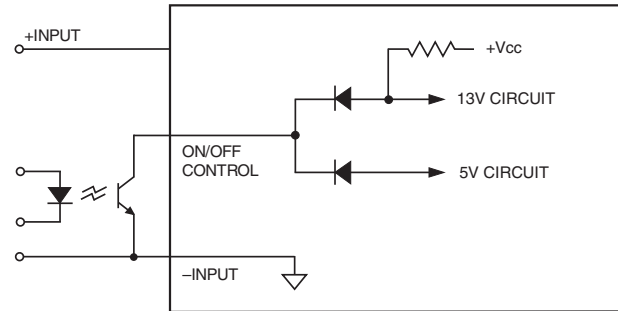 +INPUT
+Vcc
13V CIRCUIT
ON/OFF
CONTROL
5V CIRCUIT
–INPUT